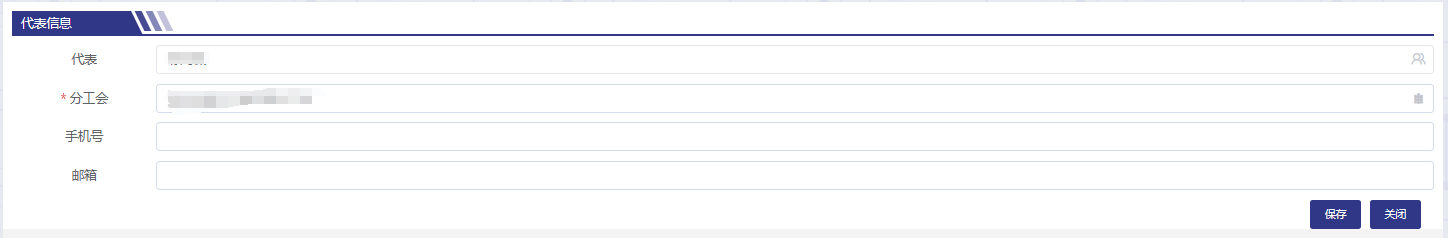 代表信息
代表
* 分工会
手机号
邮箱
保存 关闭